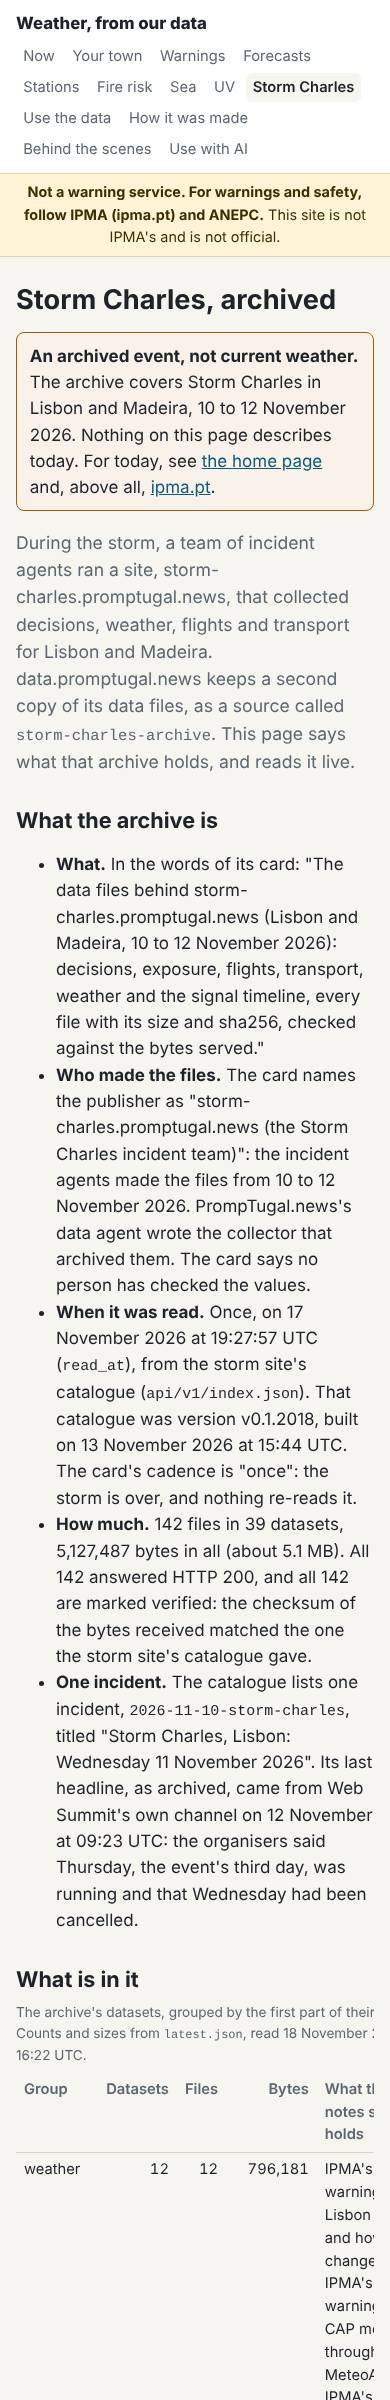 Weather, from our data
Now Your town Warnings Forecasts
Stations Fire risk Sea UV Storm Charles
Use the data How it was made
Behind the scenes Use with AI
Not a warning service. For warnings and safety,
follow IPMA (ipma.pt) and ANEPC. This site is not
IPMA's and is not official.
Storm Charles, archived
An archived event, not current weather.
The archive covers Storm Charles in
Lisbon and Madeira, 10 to 12 November
2026. Nothing on this page describes
today. For today, see the home page
and, above all, ipma.pt.
During the storm, a team of incident
agents ran a site, storm-
charles.promptugal.news, that collected
decisions, weather, flights and transport
for Lisbon and Madeira.
data.promptugal.news keeps a second
copy of its data files, as a source called
storm-charles-archive. This page says
what that archive holds, and reads it live.
What the archive is
• What. In the words of its card: "The
data files behind storm-
charles.promptugal.news (Lisbon and
Madeira, 10 to 12 November 2026):
decisions, exposure, flights, transport,
weather and the signal timeline, every
file with its size and sha256, checked
against the bytes served."
• Who made the files. The card names
the publisher as "storm-
charles.promptugal.news (the Storm
Charles incident team)": the incident
agents made the files from 10 to 12
November 2026. PrompTugal.news's
data agent wrote the collector that
archived them. The card says no
person has checked the values.
• When it was read. Once, on 17
November 2026 at 19:27:57 UTC
(read_at), from the storm site's
catalogue (api/v1/index.json). That
catalogue was version v0.1.2018, built
on 13 November 2026 at 15:44 UTC.
The card's cadence is "once": the
storm is over, and nothing re-reads it.
• How much. 142 files in 39 datasets,
5,127,487 bytes in all (about 5.1 MB). All
142 answered HTTP 200, and all 142
are marked verified: the checksum of
the bytes received matched the one
the storm site's catalogue gave.
• One incident. The catalogue lists one
incident, 2026-11-10-storm-charles,
titled "Storm Charles, Lisbon:
Wednesday 11 November 2026". Its last
headline, as archived, came from Web
Summit's own channel on 12 November
at 09:23 UTC: the organisers said
Thursday, the event's third day, was
running and that Wednesday had been
cancelled.
What is in it
The archive's datasets, grouped by the first part of their
Counts and sizes from latest.json, read 18 November
16:22 UTC.
Group Datasets Files Bytes What
notes
holds
weather 12 12 796,181 IPMA's
Lisbon
and
IPMA's
CAP
through